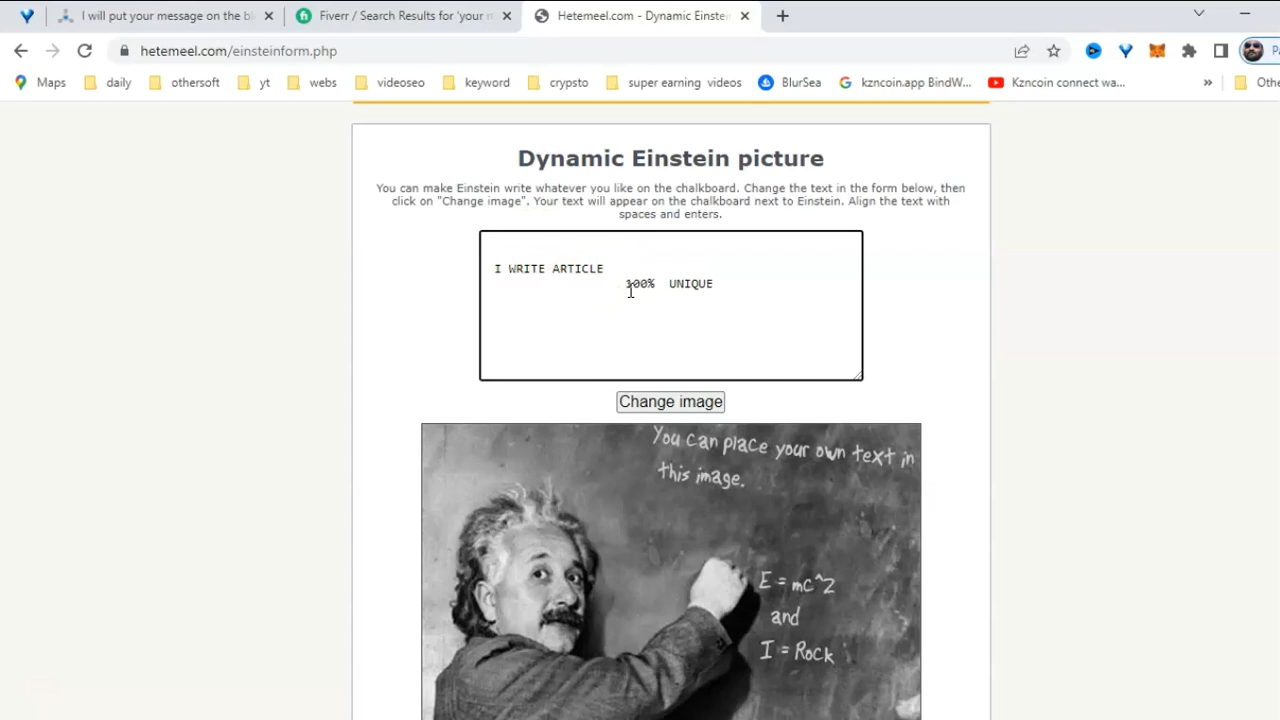 I will put your message on the bl
Fiverr / Search Results for 'your m
Hetemeel.com - Dynamic Einstei
hetemeel.com/einsteinform.php
Maps
daily
othersoft
yt
webs
videoseo
keyword
crypsto
super earning videos
BlurSea
kzncoin.app BindW...
Kzncoin connect wa...
»
Othe
Dynamic Einstein picture
You can make Einstein write whatever you like on the chalkboard. Change the text in the form below, then
click on "Change image". Your text will appear on the chalkboard next to Einstein. Align the text with
spaces and enters.
I WRITE ARTICLE
100% UNIQUE
Change image
You can place your own text in
this image.
E = mc^2
and
I = Rock